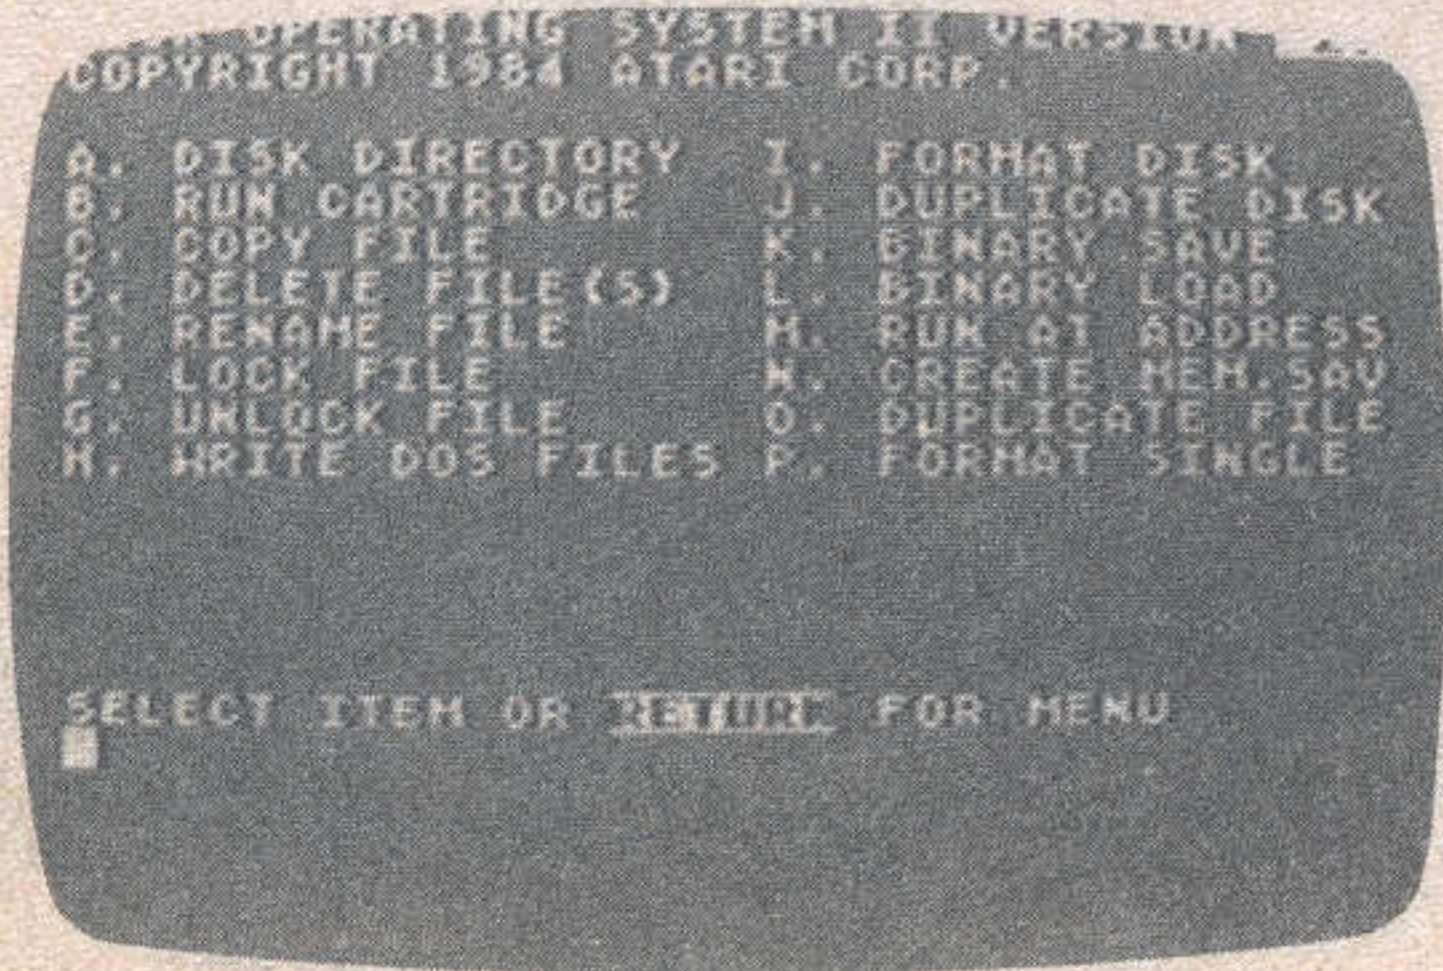 OPERATING SYSTEM II VERSION
COPYRIGHT 1984 ATARI CORP.
A. DISK DIRECTORY I. FORMAT DISK
B. RUN CARTRIDGE J. DUPLICATE DISK
C. COPY FILE K. BINARY SAVE
D. DELETE FILE(S) L. BINARY LOAD
E. RENAME FILE M. RUN AT ADDRESS
F. LOCK FILE N. CREATE MEM.SAV
G. UNLOCK FILE O. DUPLICATE FILE
H. WRITE DOS FILES P. FORMAT SINGLE
SELECT ITEM OR RETURN FOR MENU